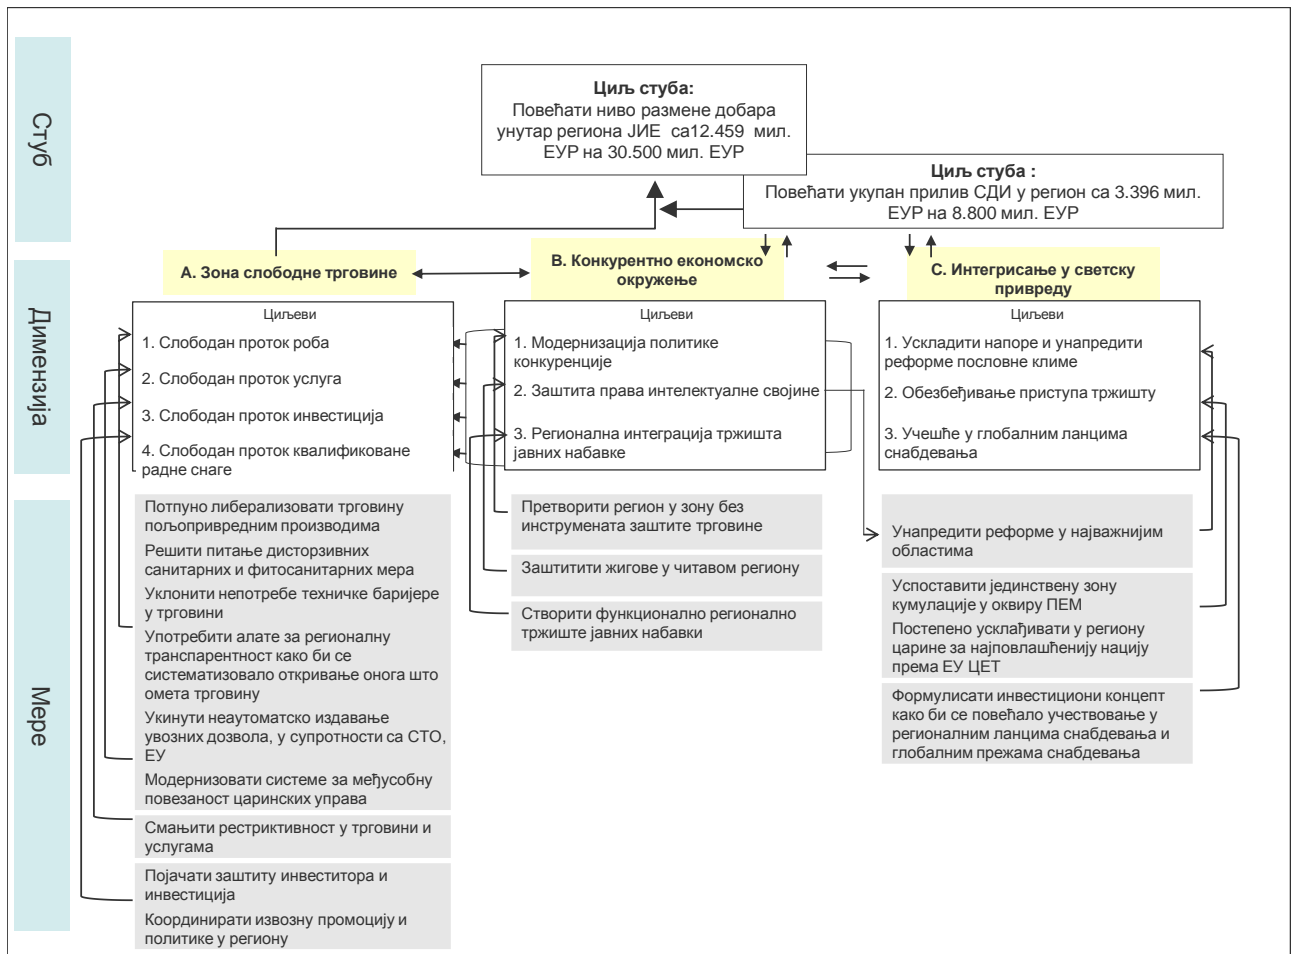 Стуб
Циљ стуба:
Повећати ниво размене добара
унутар региона ЈИЕ са12.459 мил.
ЕУР на 30.500 мил. ЕУР
Циљ стуба :
Повећати укупан прилив СДИ у регион са 3.396 мил.
ЕУР на 8.800 мил. ЕУР
Димензија
А. Зона слободне трговине
В. Конкурентно економско
окружење
С. Интегрисање у светску
привреду
Циљеви
1. Слободан проток роба
2. Слободан проток услуга
3. Слободан проток инвестиција
4. Слободан проток квалификоване
радне снаге
Циљеви
1. Модернизација политике
конкуренције
2. Заштита права интелектуалне својине
3. Регионална интеграција тржишта
јавних набавке
Циљеви
1. Ускладити напоре и унапредити
реформе пословне климе
2. Обезбеђивање приступа тржишту
3. Учешће у глобалним ланцима
снабдевања
Мере
Потпуно либерализовати трговину
пољопривредним производима
Решити питање дисторзивних
санитарних и фитосанитарних мера
Уклонити непотребе техничке баријере
у трговини
Употребити алате за регионалну
транспарентност како би се
систематизовало откривање онога што
омета трговину
Укинути неаутоматско издавање
увозних дозвола, у супротности са СТО,
ЕУ
Модернизовати системе за међусобну
повезаност царинских управа
Смањити рестриктивност у трговини и
услугама
Појачати заштиту инвеститора и
инвестиција
Координирати извозну промоцију и
политике у региону
Претворити регион у зону без
инструмената заштите трговине
Заштитити жигове у читавом региону
Створити функционално регионално
тржиште јавних набавки
Унапредити реформе у најважнијим
областима
Успоставити јединствену зону
кумулације у оквиру ПЕМ
Постепено усклађивати у региону
царине за најповлашћенију нацију
према ЕУ ЦЕТ
Формулисати инвестициони концепт
како би се повећало учествовање у
регионалним ланцима снабдевања и
глобалним прежама снабдевања